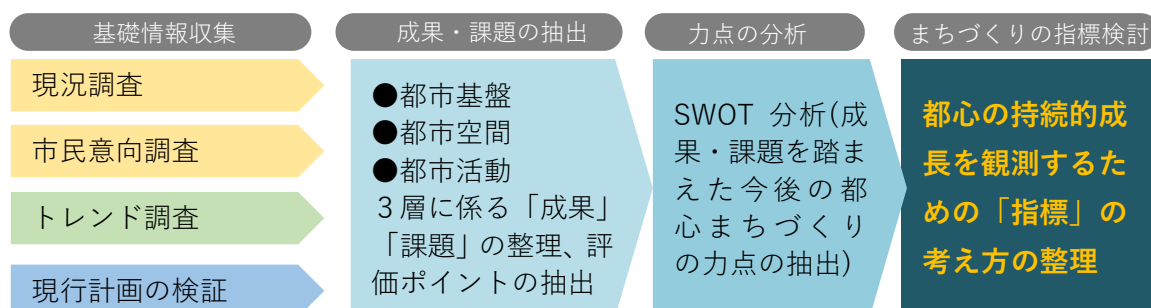 基礎情報収集
現況調査
市民意向調査
トレンド調査
現行計画の検証
成果・課題の抽出
●都市基盤
●都市空間
●都市活動
３層に係る「成果」
「課題」の整理、評
価ポイントの抽出
力点の分析
SWOT 分析(成
果・課題を踏ま
えた今後の都
心まちづくり
の力点の抽出)
まちづくりの指標検討
都心の持続的成
長を観測するた
めの「指標」の
考え方の整理